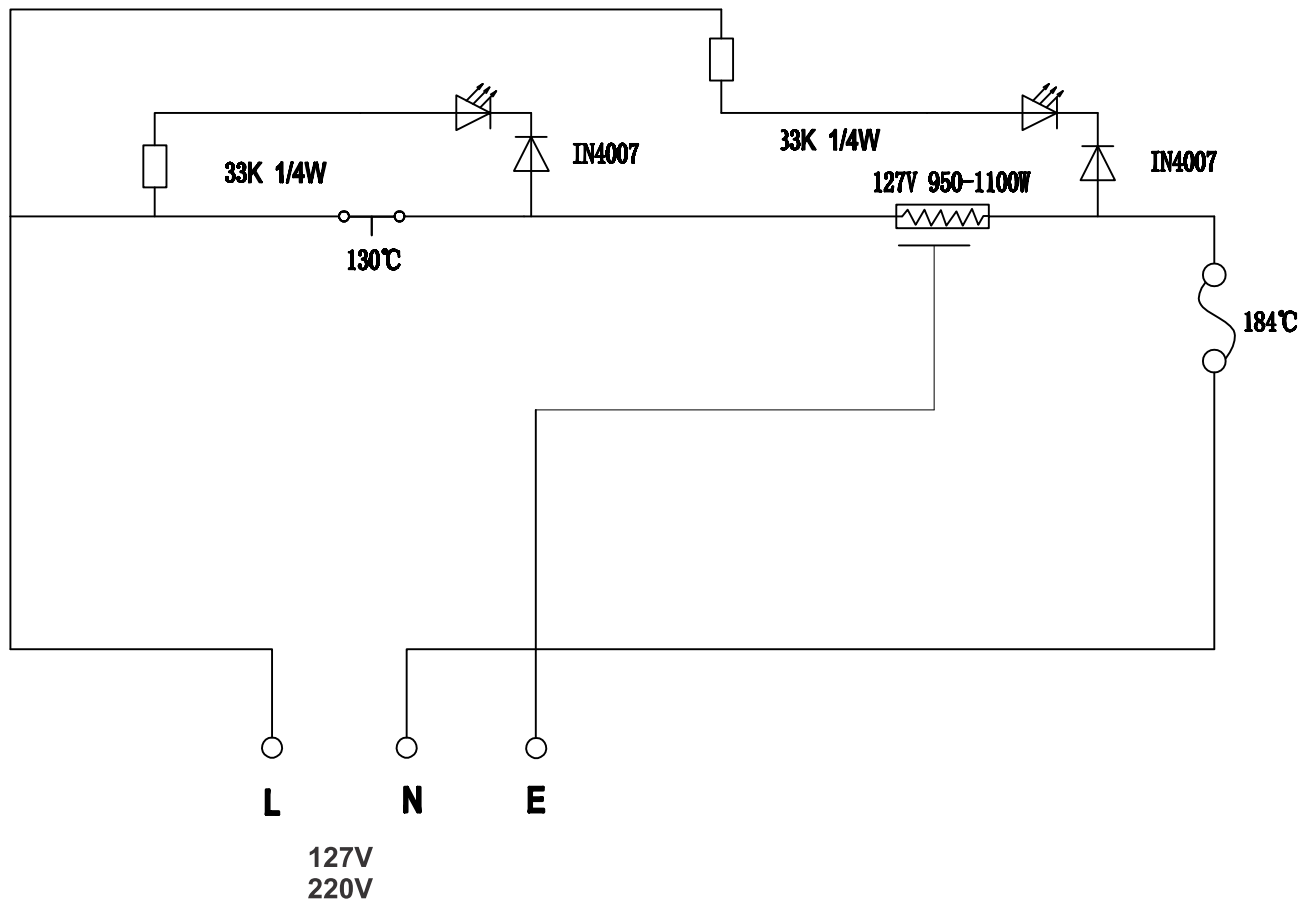 33K 1/4W
IN4007
33K 1/4W
IN4007
127V 950-1100W
130℃
184℃
L
N
E
127V
220V